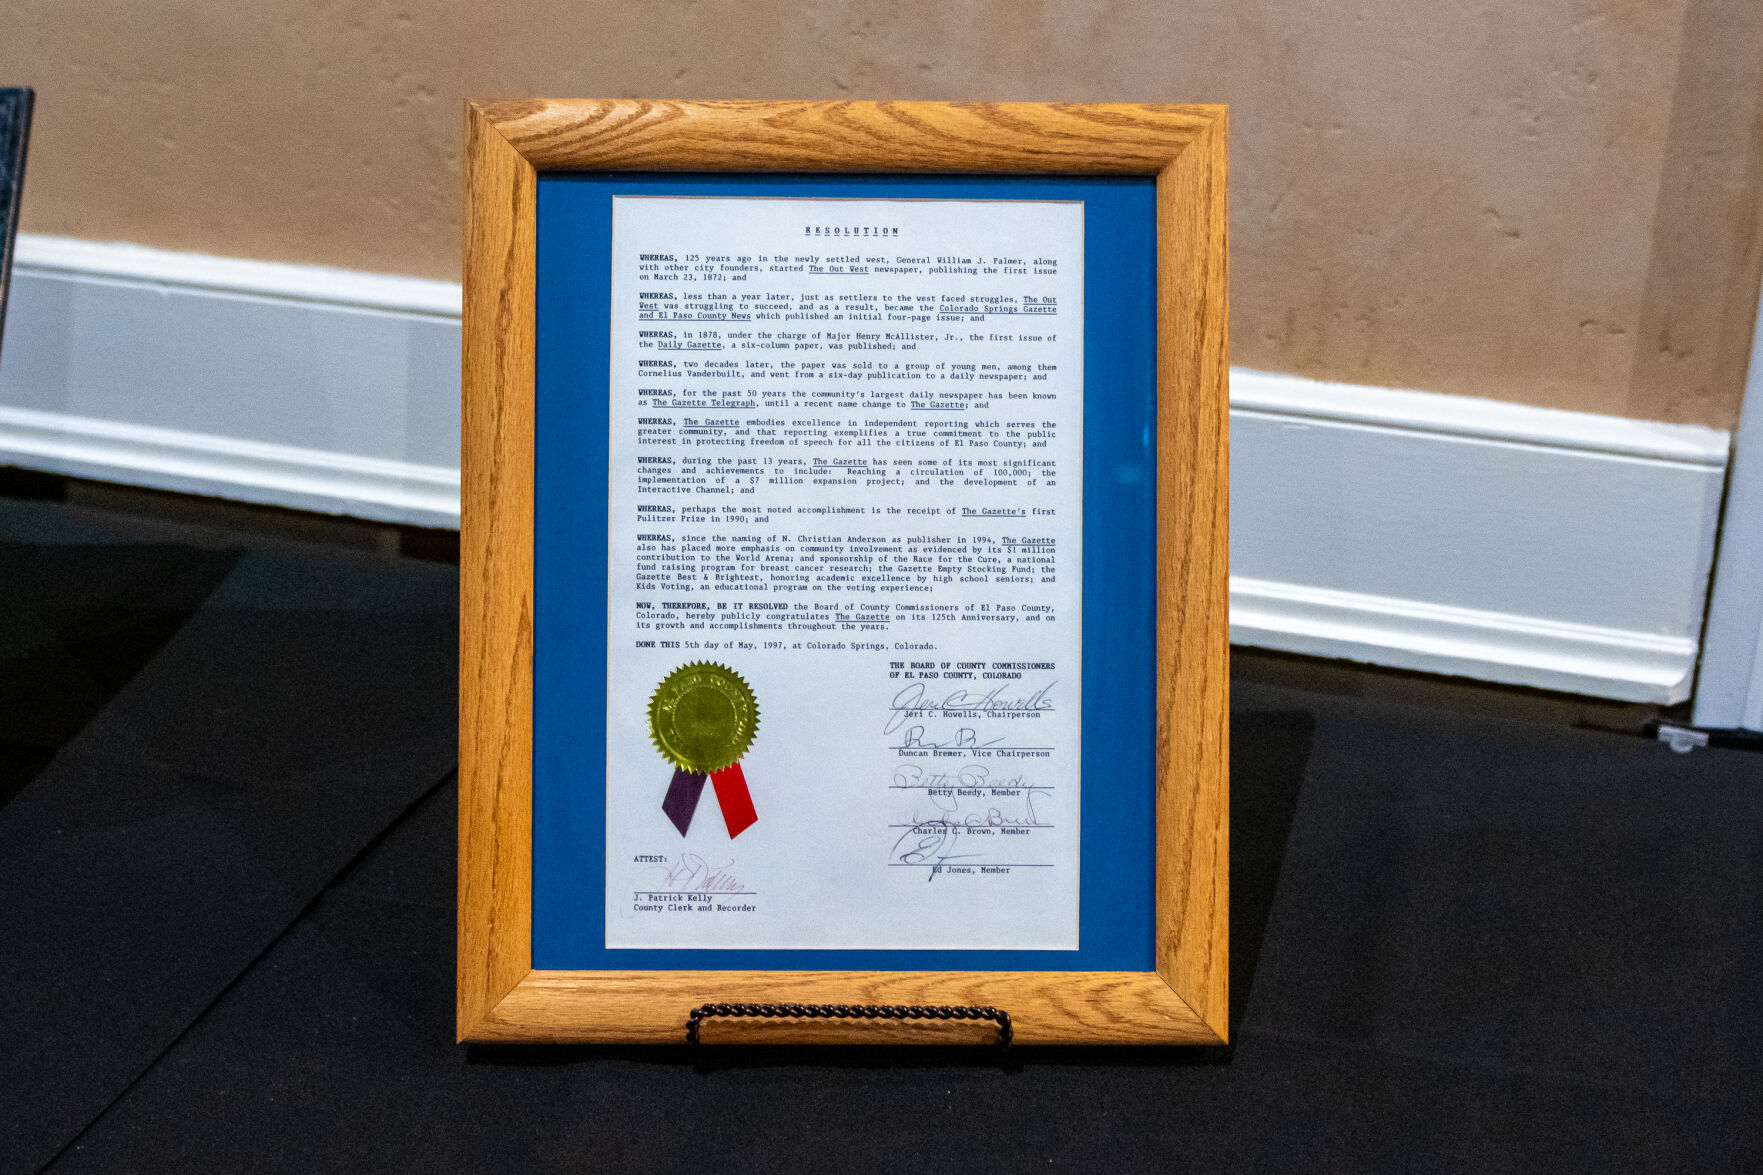 RESOLUTION
WHEREAS, 125 years ago in the newly settled west, General William J. Palmer, along
with other city founders, started The Out West newspaper, publishing the first issue
on March 23, 1872; and
WHEREAS, less than a year later, just as settlers to the west faced struggles, The Out
West was struggling to succeed, and as a result, became the Colorado Springs Gazette
and El Paso County News which published an initial four-page issue; and
WHEREAS, in 1878, under the charge of Major Henry McAllister, Jr., the first issue of
the Daily Gazette, a six-column paper, was published; and
WHEREAS, two decades later, the paper was sold to a group of young men, among them
Cornelius Vanderbuilt, and went from a six-day publication to a daily newspaper; and
WHEREAS, for the past 50 years the community's largest daily newspaper has been known
as The Gazette Telegraph, until a recent name change to The Gazette; and
WHEREAS, The Gazette embodies excellence in independent reporting which serves the
greater community, and that reporting exemplifies a true commitment to the public
interest in protecting freedom of speech for all the citizens of El Paso County; and
WHEREAS, during the past 13 years, The Gazette has seen some of its most significant
changes and achievements to include: Reaching a circulation of 100,000; the
implementation of a $7 million expansion project; and the development of an
Interactive Channel; and
WHEREAS, perhaps the most noted accomplishment is the receipt of The Gazette's first
Pulitzer Prize in 1990; and
WHEREAS, since the naming of N. Christian Anderson as publisher in 1994, The Gazette
also has placed more emphasis on community involvement as evidenced by its $1 million
contribution to the World Arena; and sponsorship of the Race for the Cure, a national
fund raising program for breast cancer research; the Gazette Empty Stocking Fund; the
Gazette Best & Brightest, honoring academic excellence by high school seniors; and
Kids Voting, an educational program on the voting experience;
NOW, THEREFORE, BE IT RESOLVED the Board of County Commissioners of El Paso County,
Colorado, hereby publicly congratulates The Gazette on its 125th Anniversary, and on
its growth and accomplishments throughout the years.
DONE THIS 5th day of May, 1997, at Colorado Springs, Colorado.
THE BOARD OF COUNTY COMMISSIONERS
OF EL PASO COUNTY, COLORADO
Jeri C. Howells
Jeri C. Howells, Chairperson
Duncan Bremer, Vice Chairperson
Betty Beedy
Betty Beedy, Member
Charles C. Brown, Member
Ed Jones, Member
ATTEST:
J. Patrick Kelly
County Clerk and Recorder